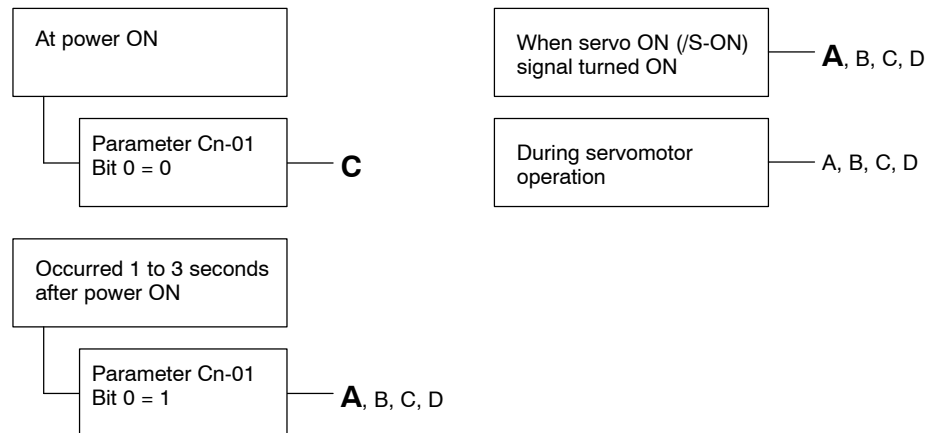 At power ON
Parameter Cn-01
Bit 0 = 0
C
Occurred 1 to 3 seconds
after power ON
Parameter Cn-01
Bit 0 = 1
A, B, C, D
When servo ON (/S-ON)
signal turned ON
A, B, C, D
During servomotor
operation
A, B, C, D